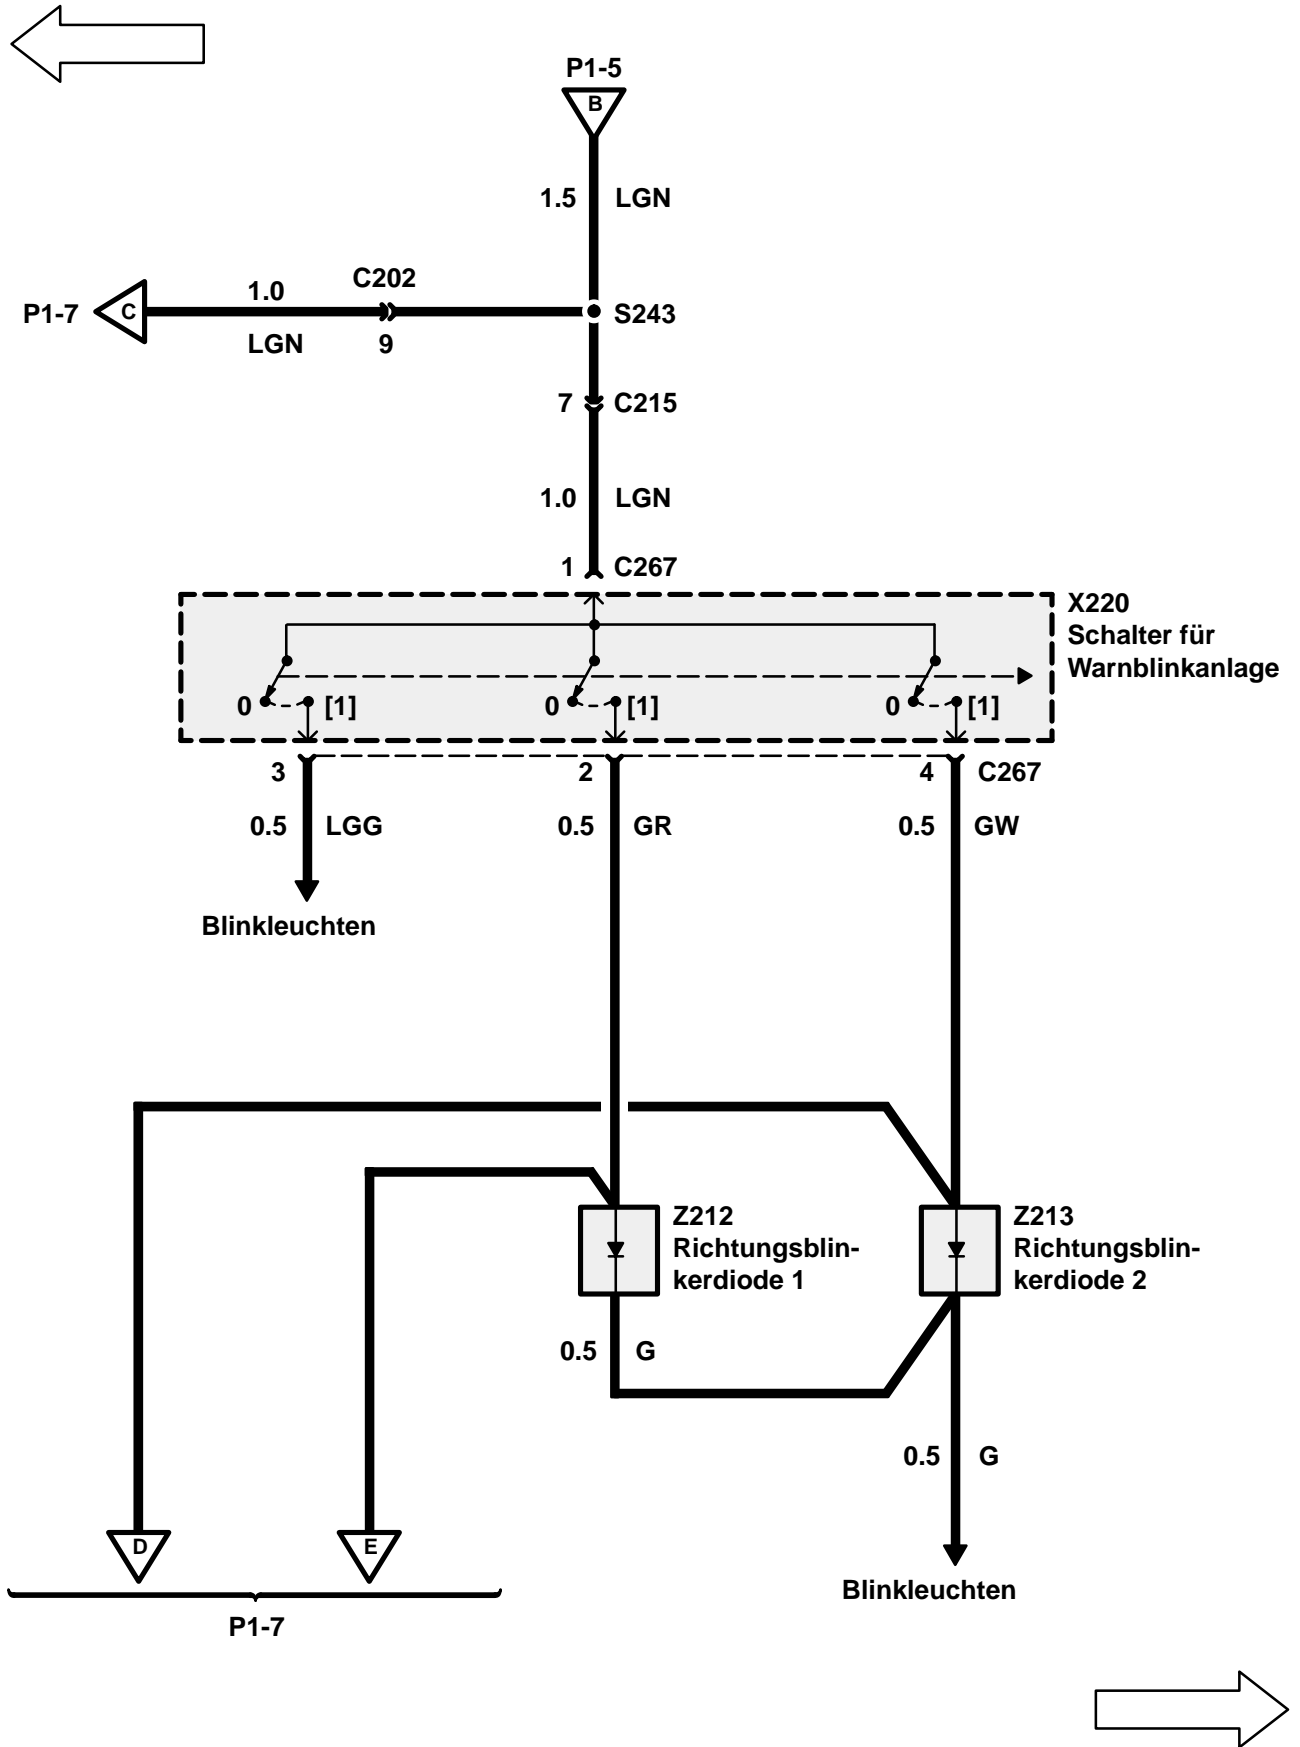 P1-5
B
1.5 LGN
P1-7 C 1.0 C202 S243
LGN 9
7 C215
1.0 LGN
1 C267
X220
Schalter für
Warnblinkanlage
0 [1] 0 [1] 0 [1]
3 2 4 C267
0.5 LGG 0.5 GR 0.5 GW
Blinkleuchten
Z212
Richtungsblin-
kerdiode 1
Z213
Richtungsblin-
kerdiode 2
0.5 G
0.5 G
D E
Blinkleuchten
P1-7